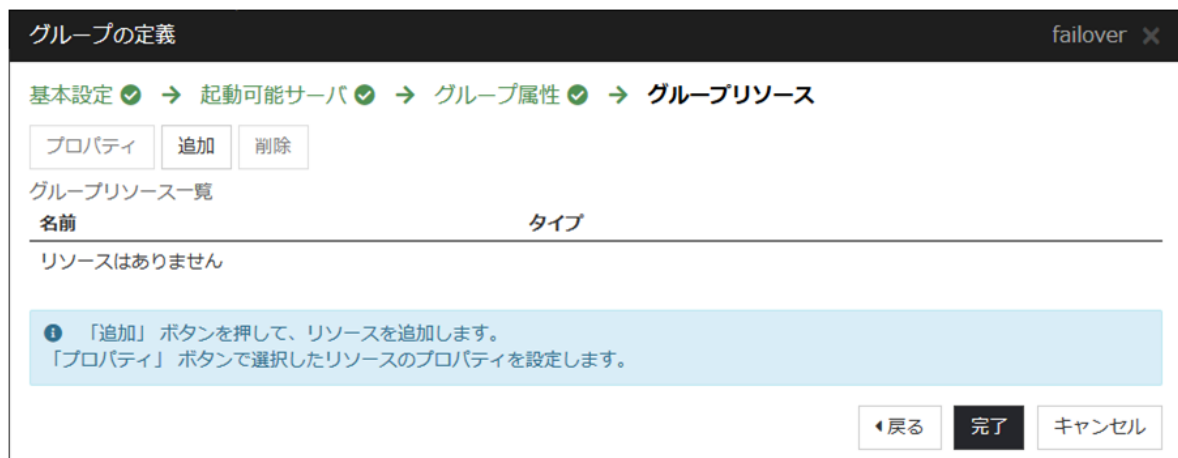 グループの定義 failover ×
基本設定 → 起動可能サーバ → グループ属性 → グループリソース
プロパティ 追加 削除
グループリソース一覧
名前 タイプ
リソースはありません
「追加」 ボタンを押して、リソースを追加します。
「プロパティ」 ボタンで選択したリソースのプロパティを設定します。
戻る 完了 キャンセル